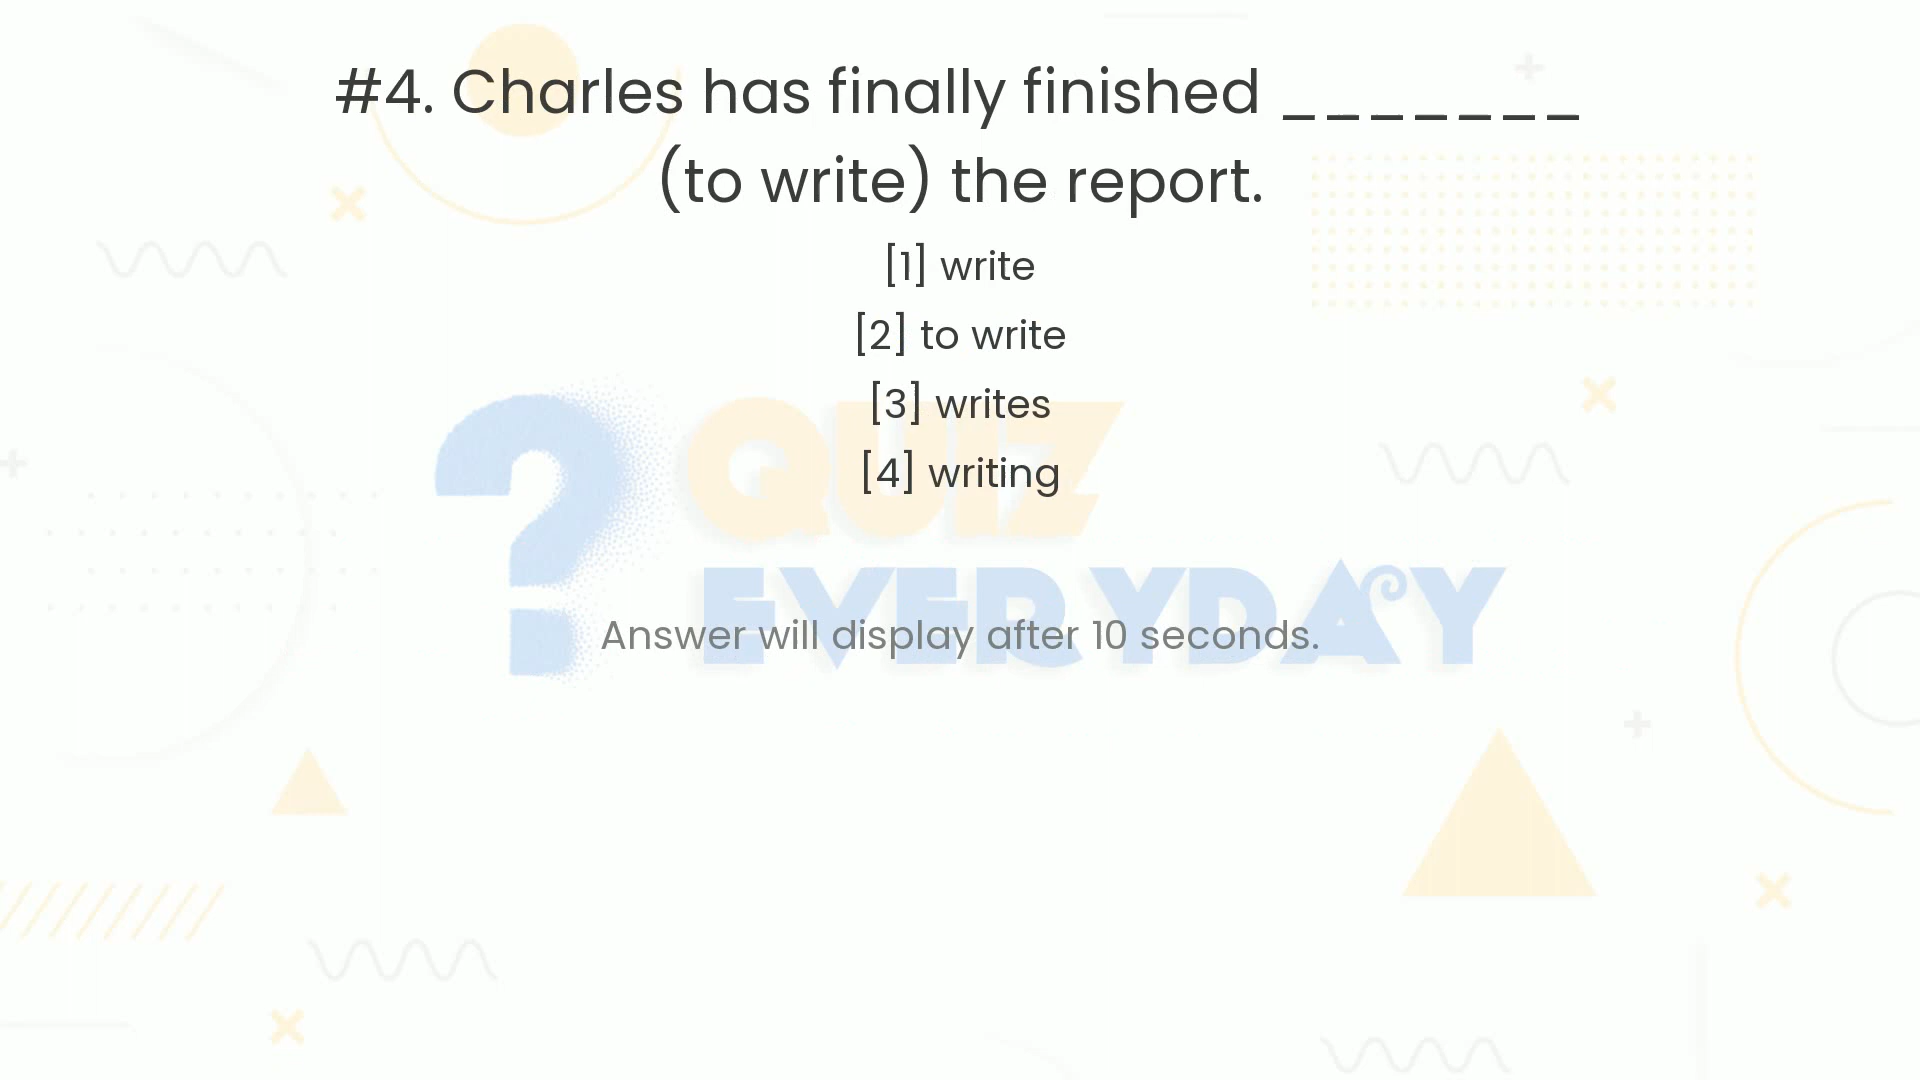 #4. Charles has finally finished _______
(to write) the report.
[1] write
[2] to write
[3] writes
[4] writing
? QUIZ
EVERYDAY
Answer will display after 10 seconds.